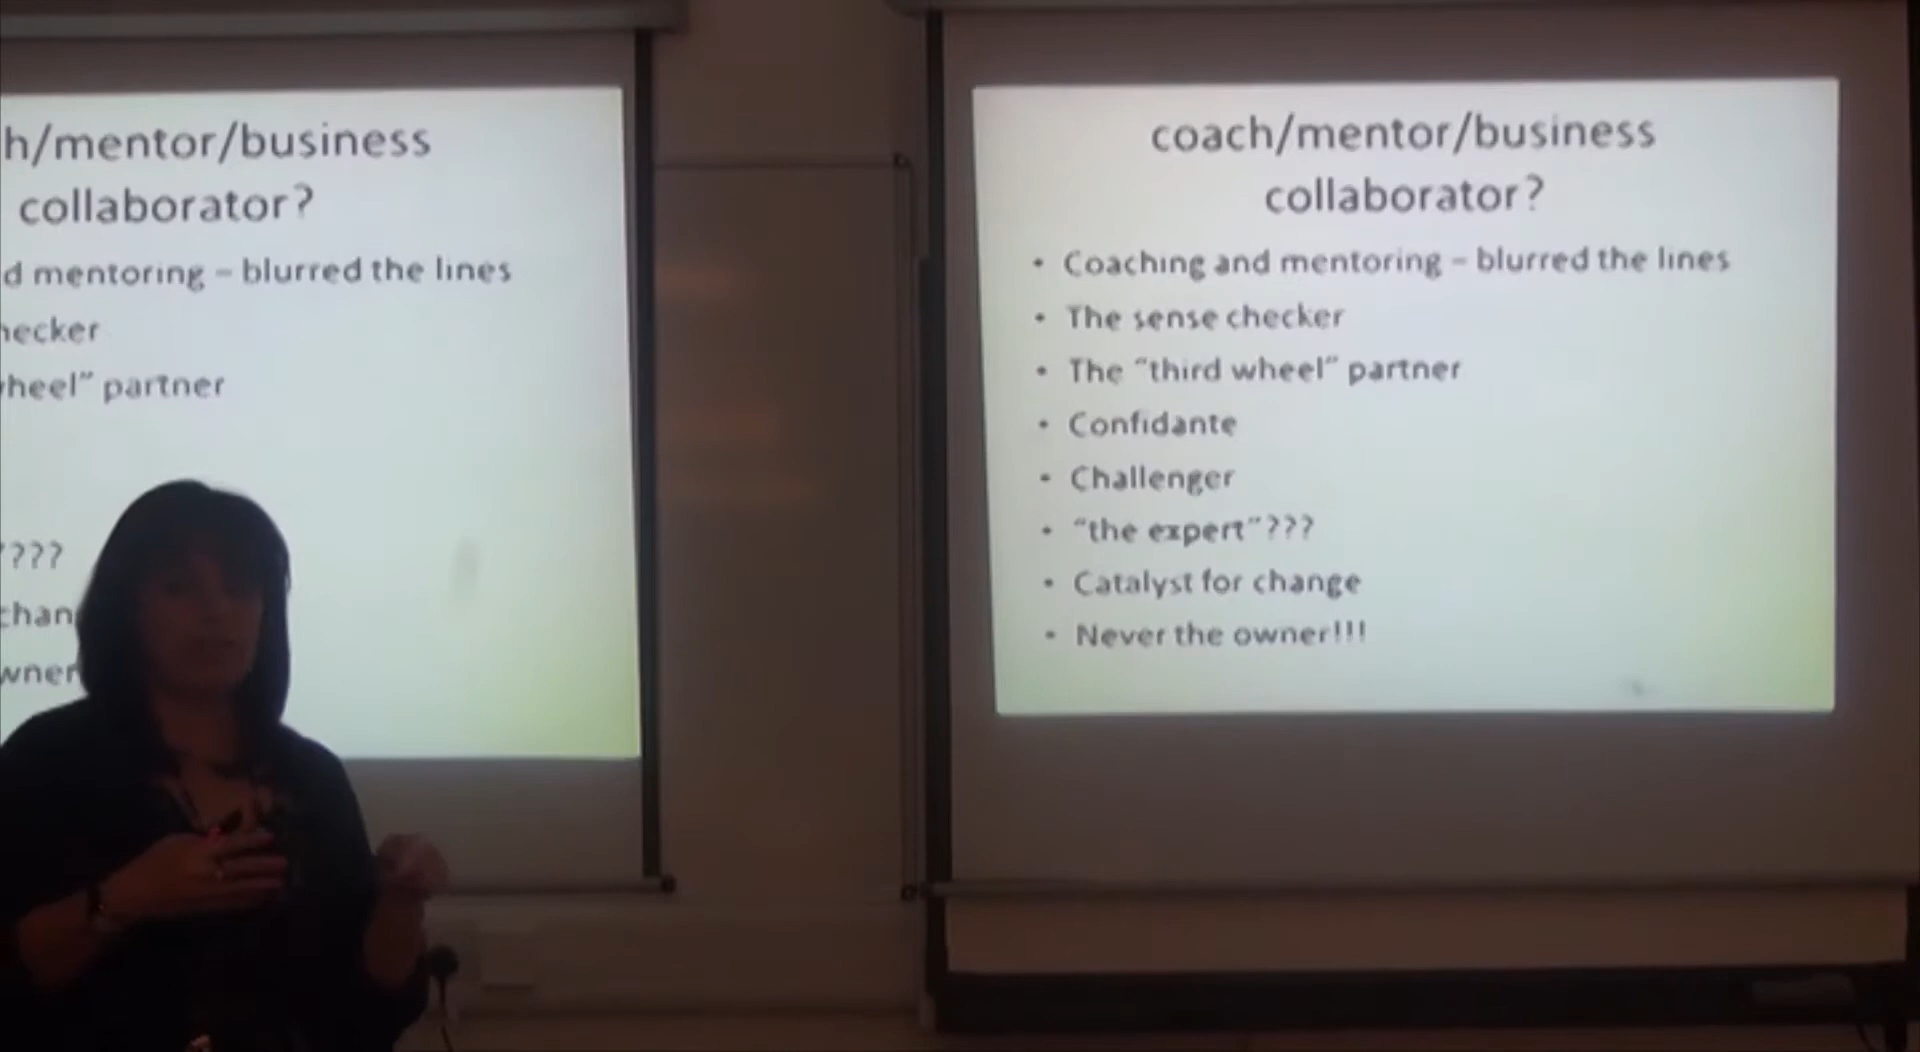 h/mentor/business
collaborator?
d mentoring – blurred the lines
hecker
wheel” partner
”???
chan
wner
coach/mentor/business
collaborator?
• Coaching and mentoring – blurred the lines
• The sense checker
• The “third wheel” partner
• Confidante
• Challenger
• “the expert”???
• Catalyst for change
• Never the owner!!!